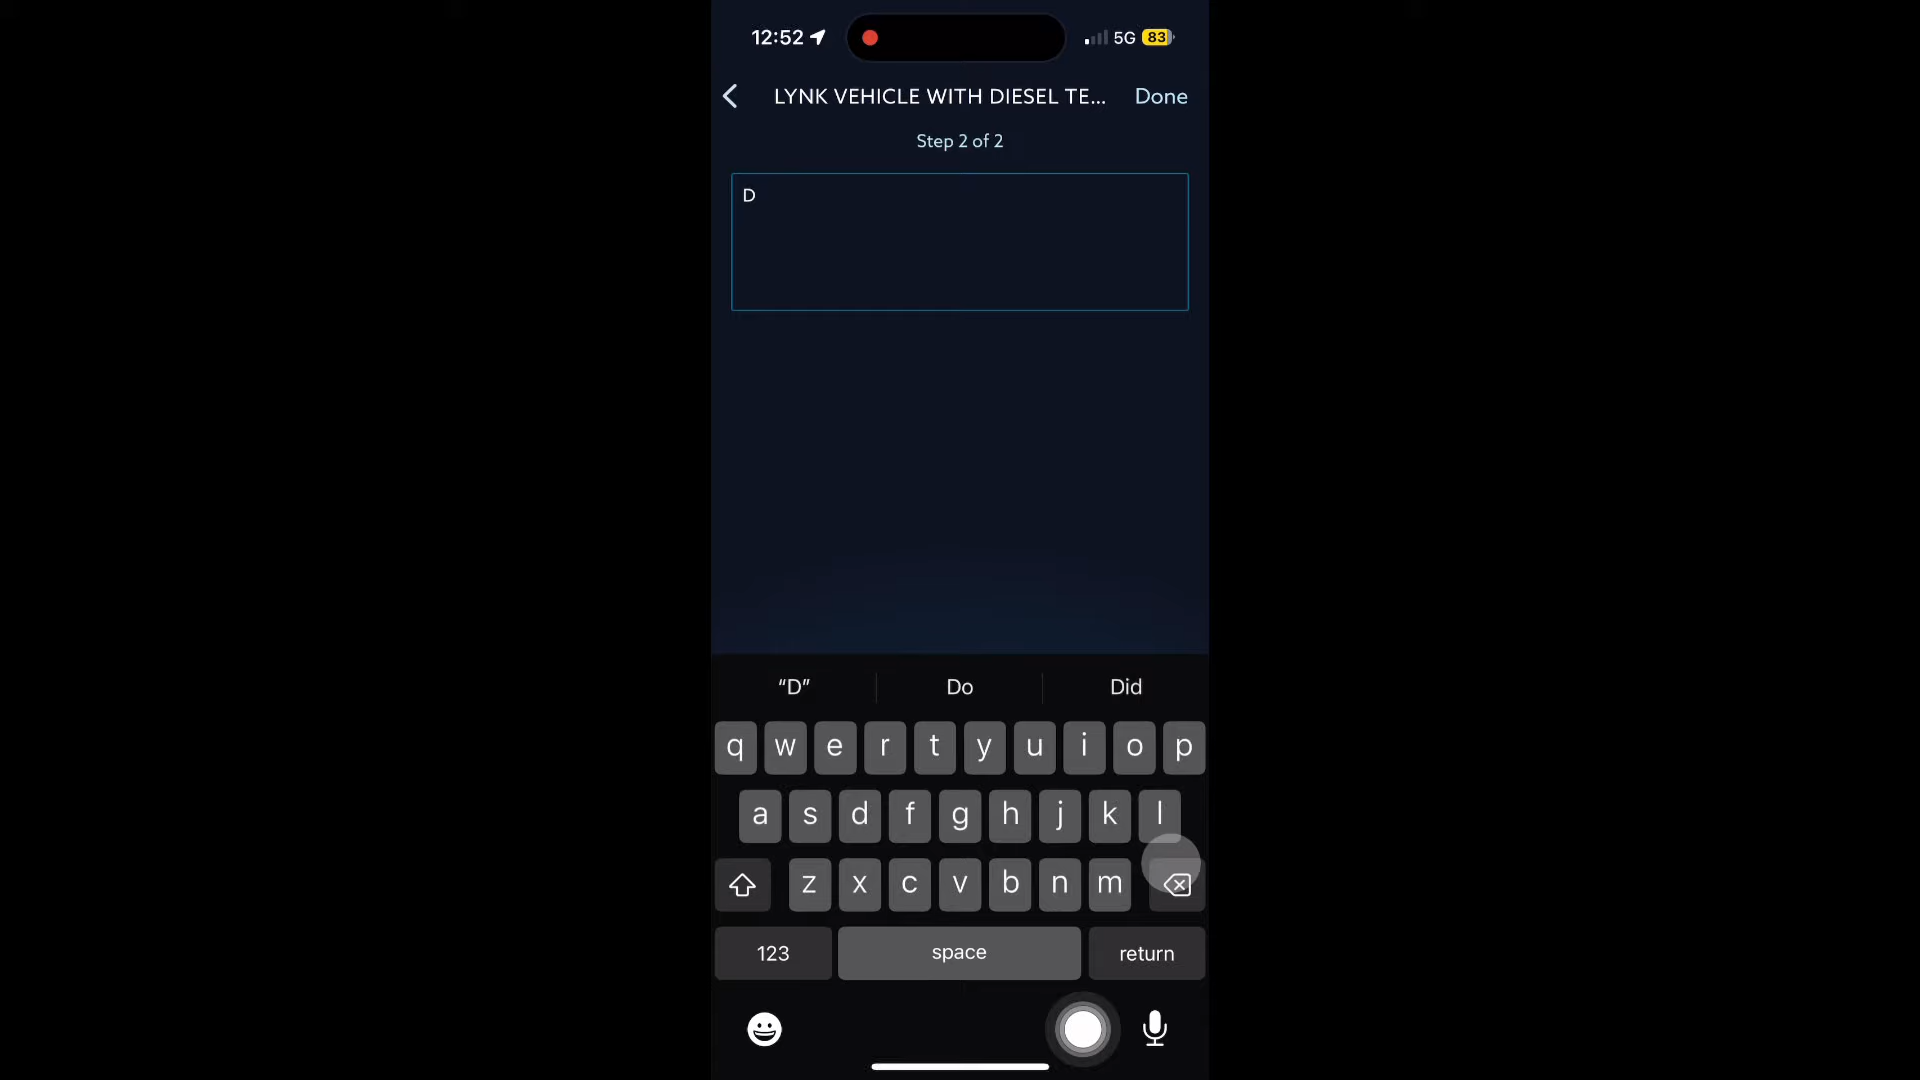 12:52 5G 83
LYNK VEHICLE WITH DIESEL TE... Done
Step 2 of 2
D
“D” Do Did
q w e r t y u i o p
a s d f g h j k l
z x c v b n m
123 space return